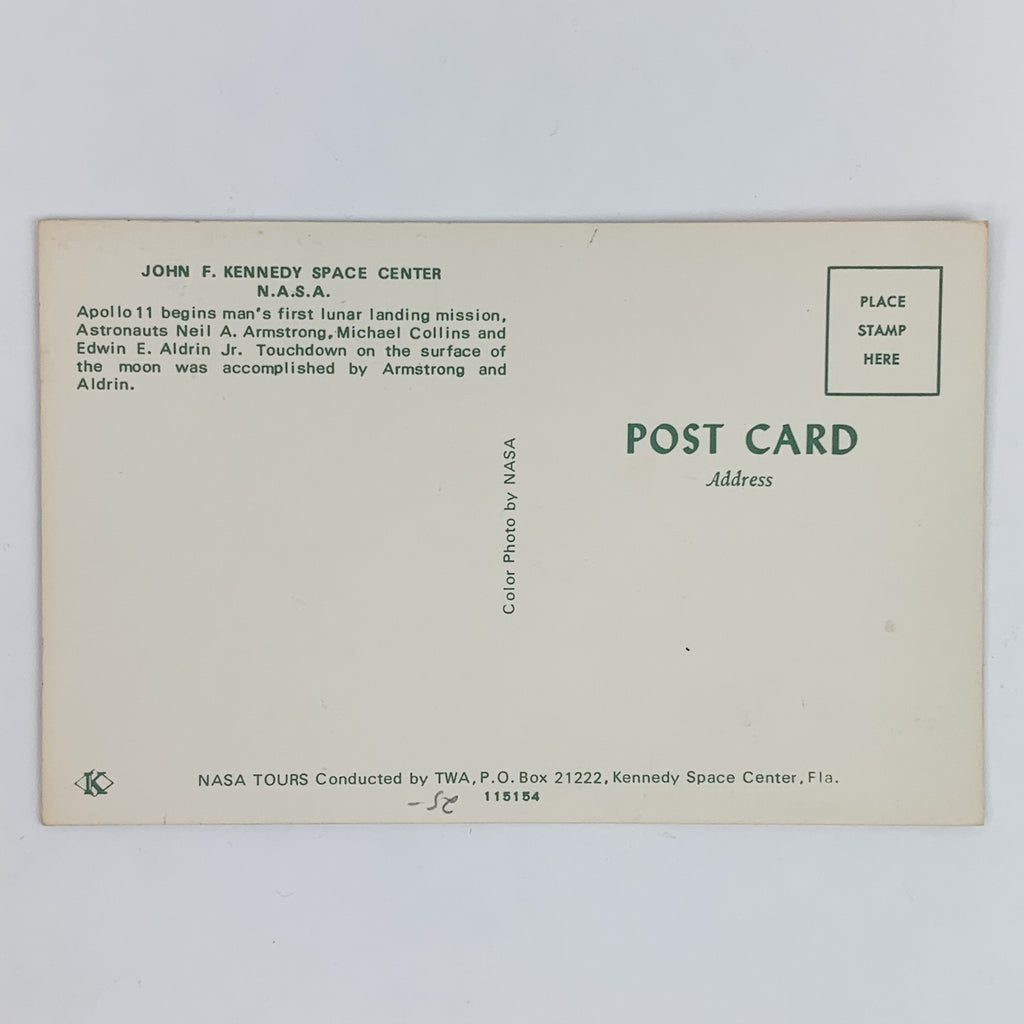 JOHN F. KENNEDY SPACE CENTER
N.A.S.A.
Apollo 11 begins man's first lunar landing mission,
Astronauts Neil A. Armstrong, Michael Collins and
Edwin E. Aldrin Jr. Touchdown on the surface of
the moon was accomplished by Armstrong and
Aldrin.
PLACE
STAMP
HERE
POST CARD
Address
Color Photo by NASA
K
NASA TOURS Conducted by TWA, P.O. Box 21222, Kennedy Space Center, Fla.
115154
25-